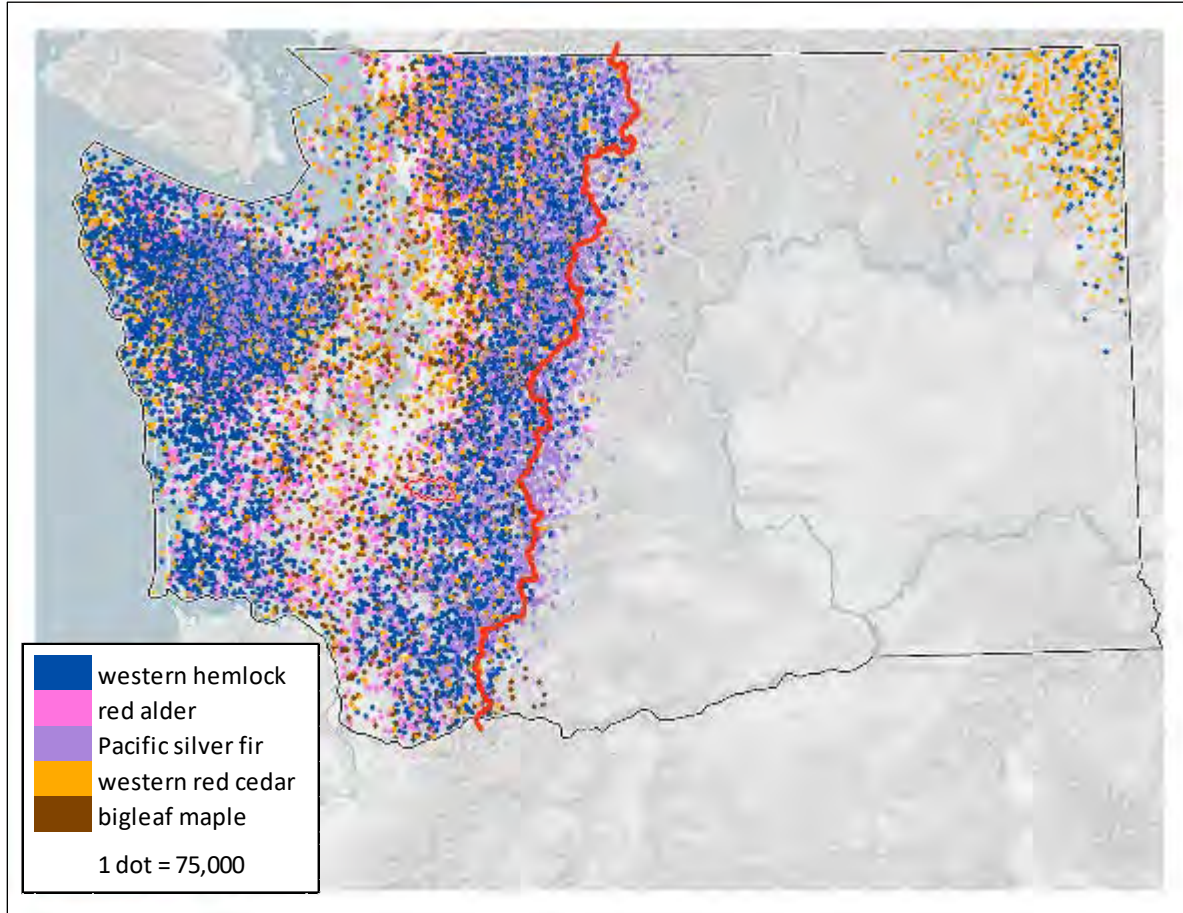 western hemlock
red alder
Pacific silver fir
western red cedar
bigleaf maple
1 dot = 75,000